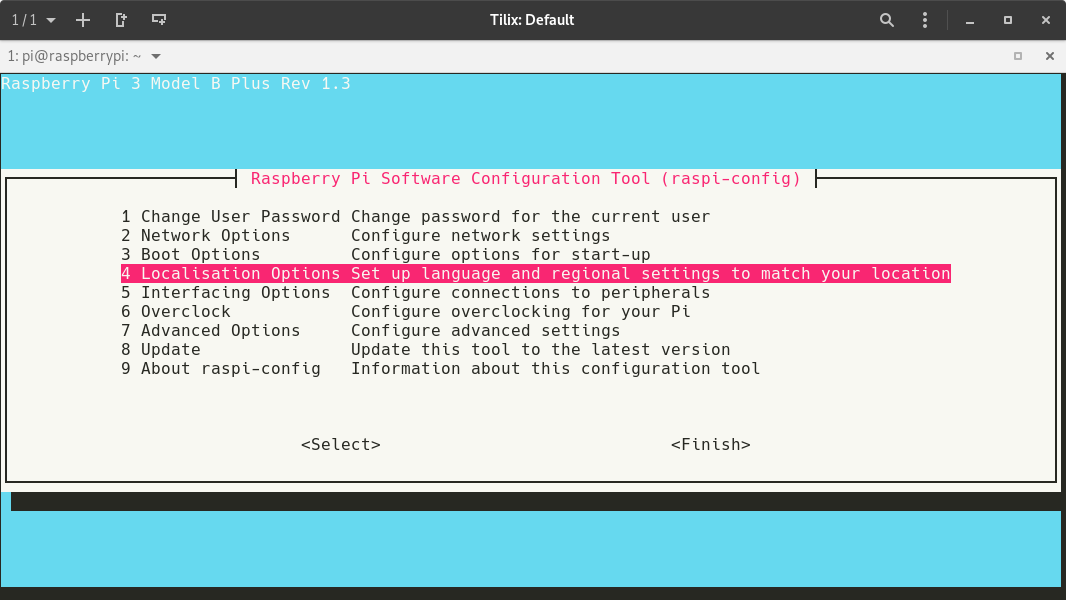 1 / 1
Tilix: Default
1: pi@raspberrypi: ~
Raspberry Pi 3 Model B Plus Rev 1.3
Raspberry Pi Software Configuration Tool (raspi-config)
1 Change User Password Change password for the current user
2 Network Options Configure network settings
3 Boot Options Configure options for start-up
4 Localisation Options Set up language and regional settings to match your location
5 Interfacing Options Configure connections to peripherals
6 Overclock Configure overclocking for your Pi
7 Advanced Options Configure advanced settings
8 Update Update this tool to the latest version
9 About raspi-config Information about this configuration tool
<Select> <Finish>